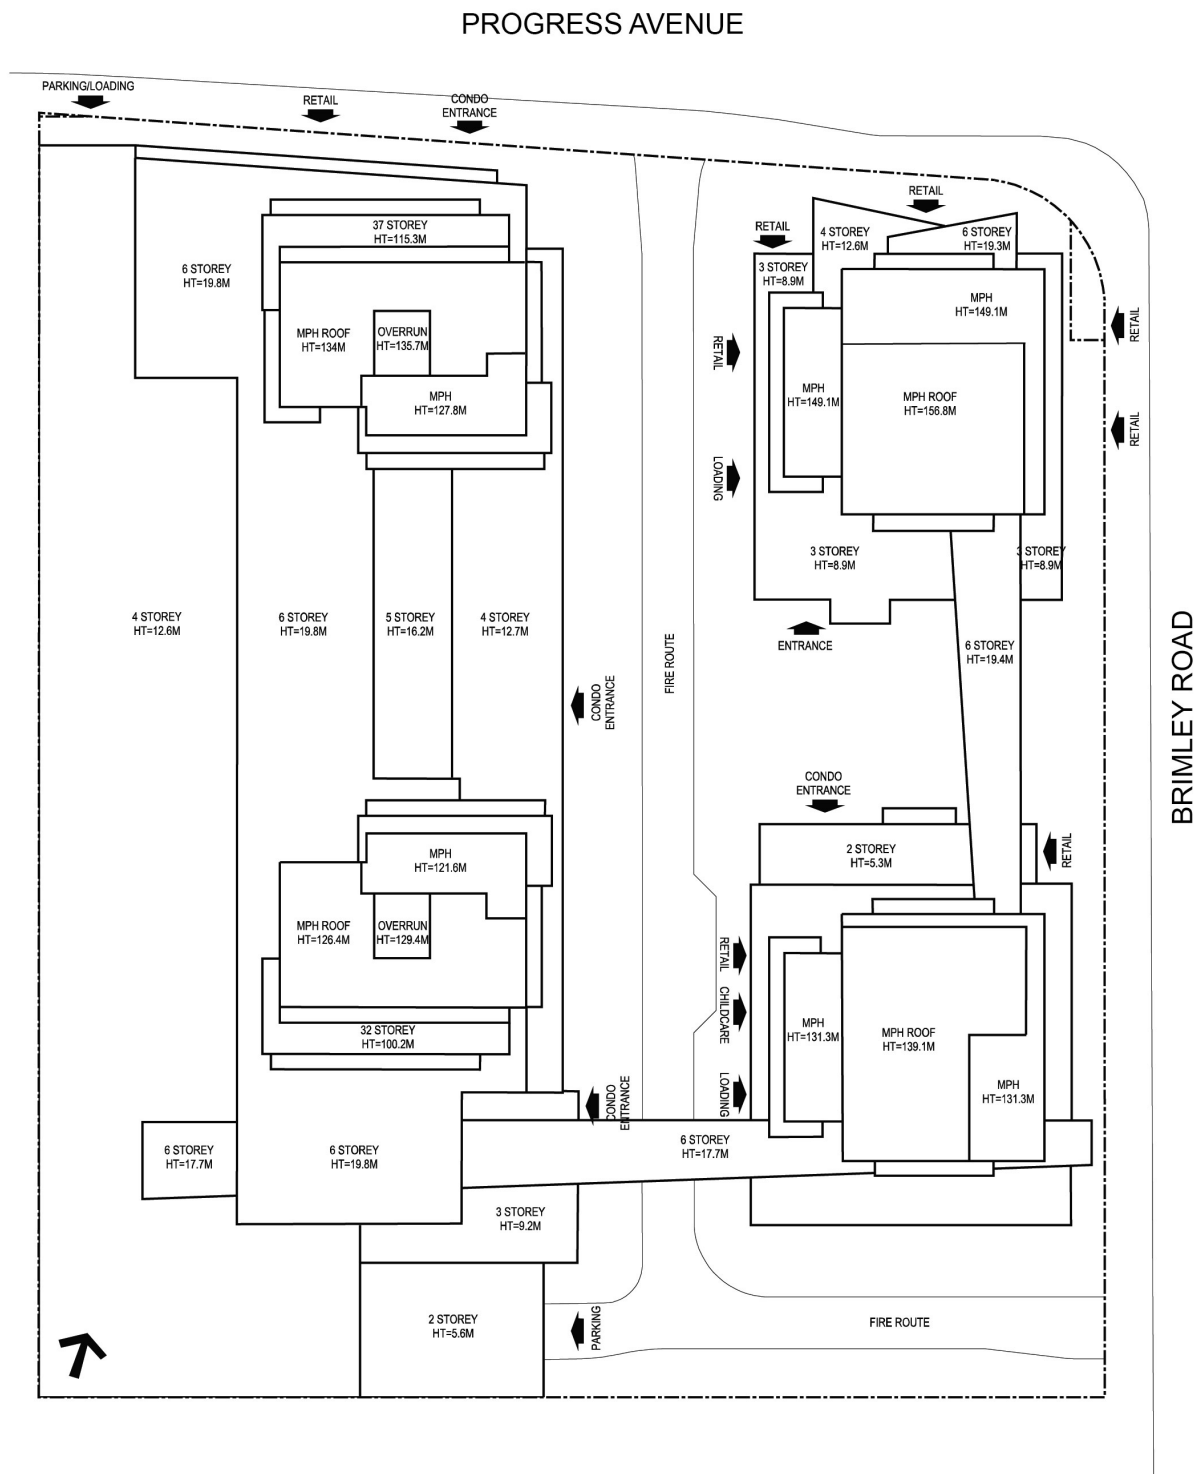 PROGRESS AVENUE
PARKING/LOADING
RETAIL
CONDO
ENTRANCE
RETAIL
RETAIL
37 STOREY
HT=115.3M
4 STOREY
HT=12.6M
6 STOREY
HT=19.3M
6 STOREY
HT=19.8M
3 STOREY
HT=8.9M
MPH
HT=149.1M
RETAIL
MPH ROOF
HT=134M
OVERRUN
HT=135.7M
RETAIL
MPH
HT=127.8M
MPH
HT=149.1M
MPH ROOF
HT=156.8M
RETAIL
LOADING
3 STOREY
HT=8.9M
3 STOREY
HT=8.9M
4 STOREY
HT=12.6M
6 STOREY
HT=19.8M
5 STOREY
HT=16.2M
4 STOREY
HT=12.7M
FIRE ROUTE
ENTRANCE
6 STOREY
HT=19.4M
BRIMLEY ROAD
CONDO
ENTRANCE
CONDO
ENTRANCE
MPH
HT=121.6M
2 STOREY
HT=5.3M
RETAIL
MPH ROOF
HT=126.4M
OVERRUN
HT=129.4M
RETAIL
CHILDCARE
32 STOREY
HT=100.2M
MPH
HT=131.3M
MPH ROOF
HT=139.1M
LOADING
MPH
HT=131.3M
CONDO
ENTRANCE
6 STOREY
HT=17.7M
6 STOREY
HT=19.8M
6 STOREY
HT=17.7M
3 STOREY
HT=9.2M
2 STOREY
HT=5.6M
PARKING
FIRE ROUTE